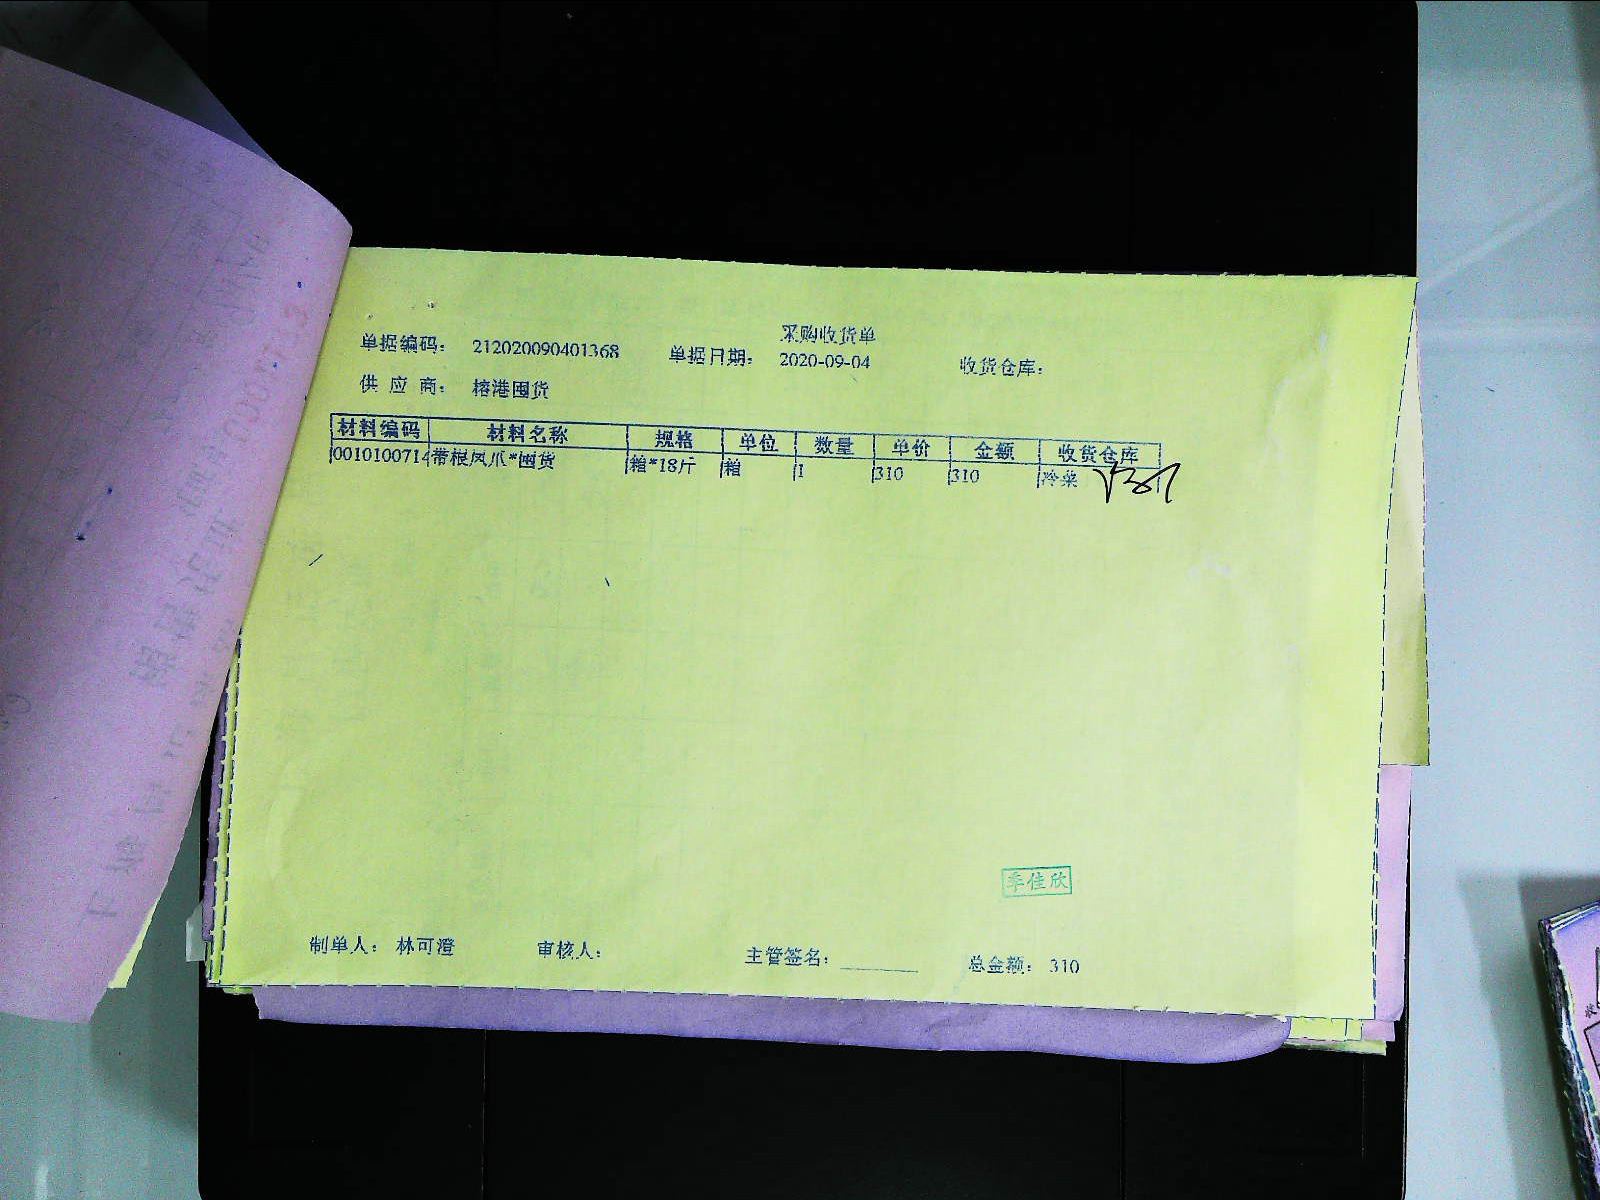 采购收货单
单据编码： 212020090401368 单据日期： 2020-09-04 收货仓库：
供 应 商： 榕港囤货
材料编码 材料名称 规格 单位 数量 单价 金额 收货仓库
0010100714 带根凤爪*囤货 箱*18斤 箱 1 310 310 冷菜
季佳欣
制单人： 林可澄 审核人： 主管签名：________ 总金额： 310